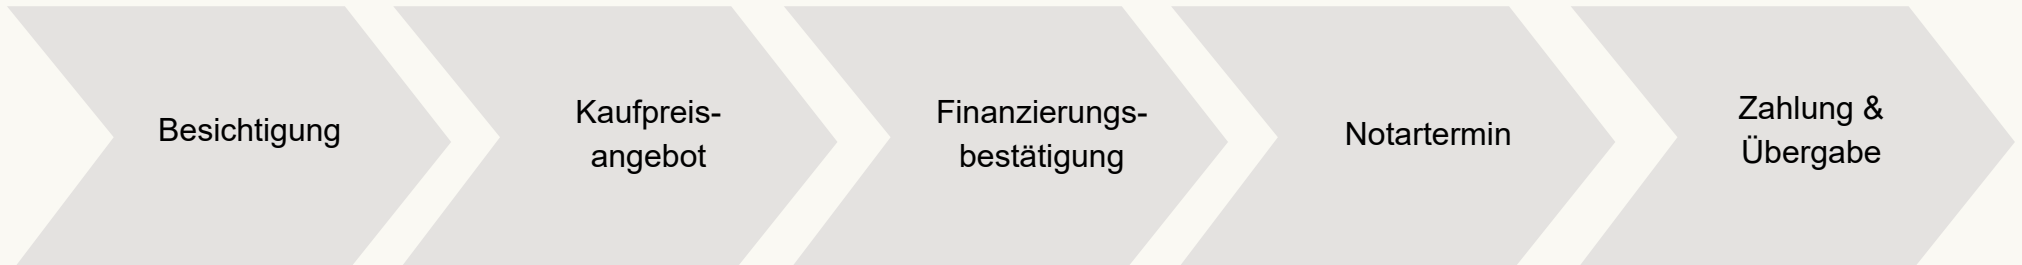 Besichtigung
Kaufpreis-
angebot
Finanzierungs-
bestätigung
Notartermin
Zahlung &
Übergabe